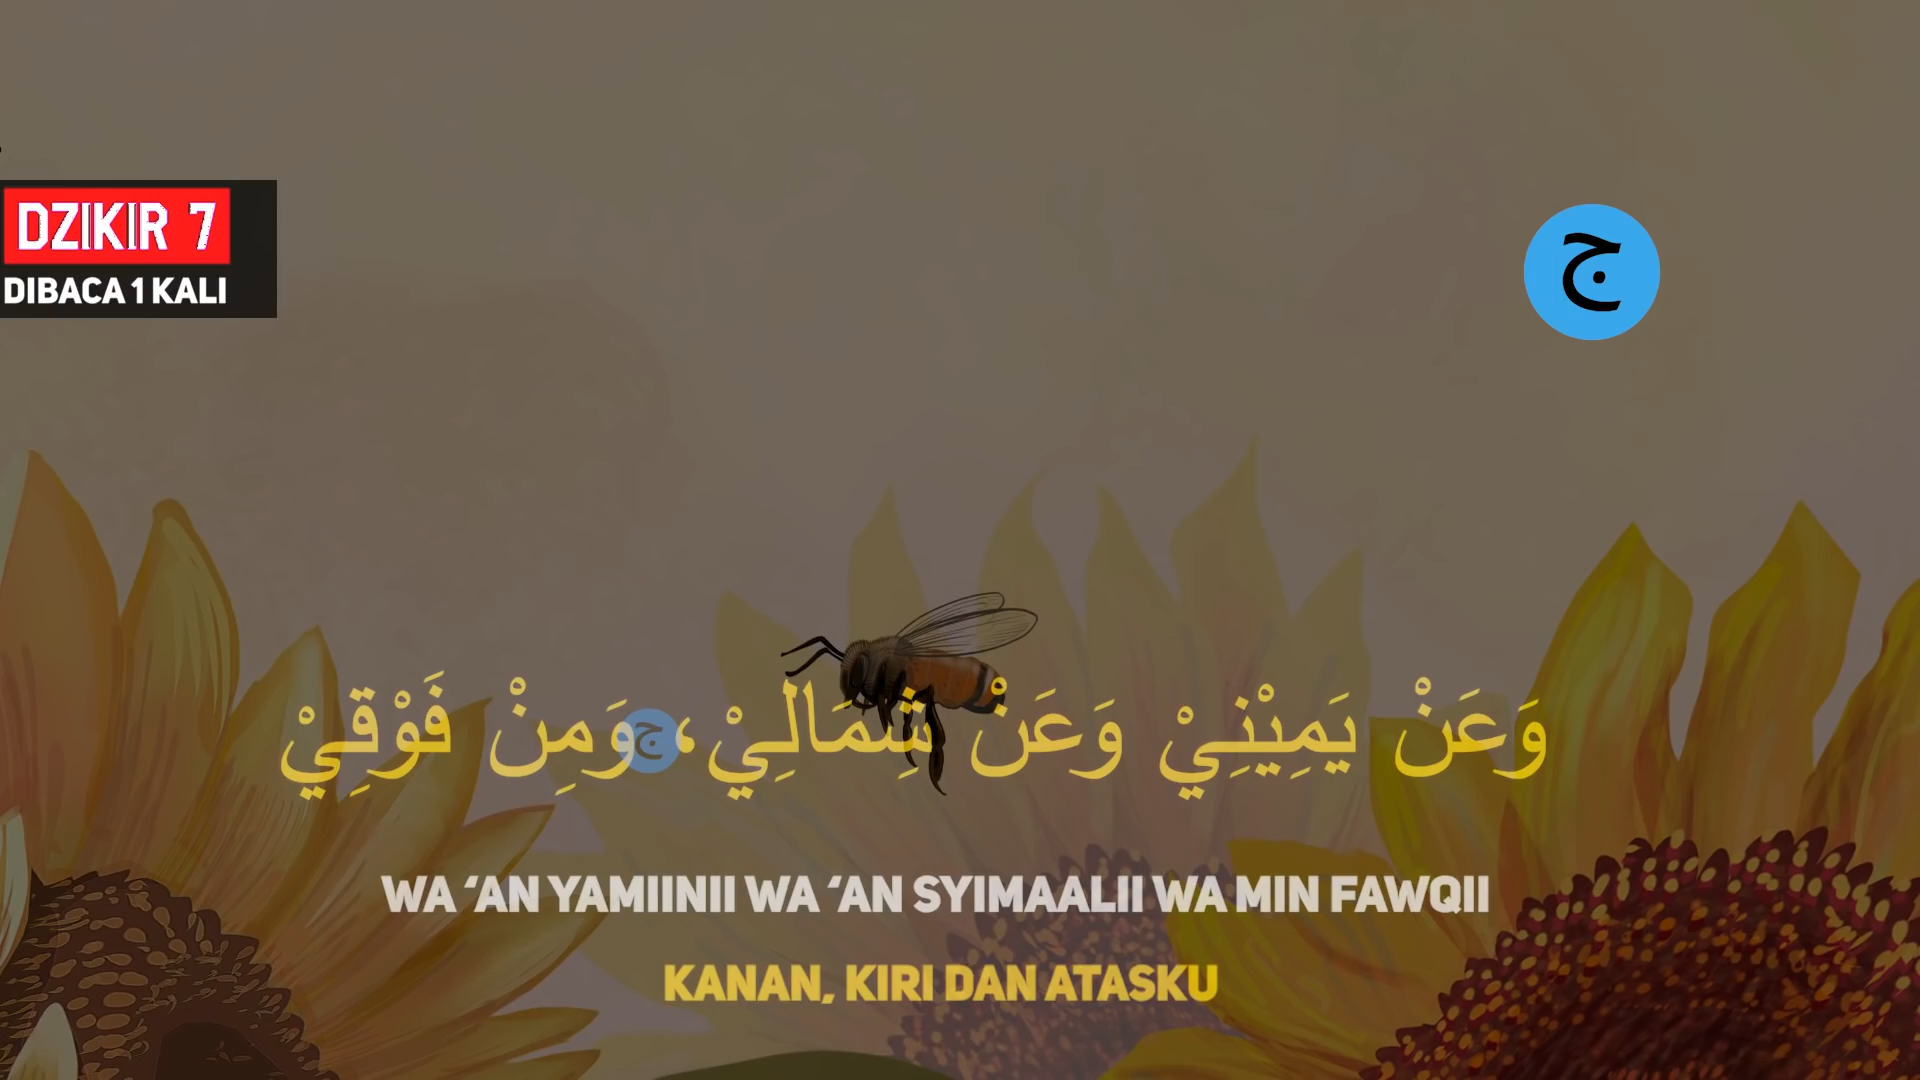 DZIKIR 7
DIBACA 1 KALI
ج
وَعَنْ يَمِيْنِيْ وَعَنْ شِمَالِيْ، ج وَمِنْ فَوْقِيْ
WA ‘AN YAMIINII WA ‘AN SYIMAALII WA MIN FAWQII
KANAN, KIRI DAN ATASKU